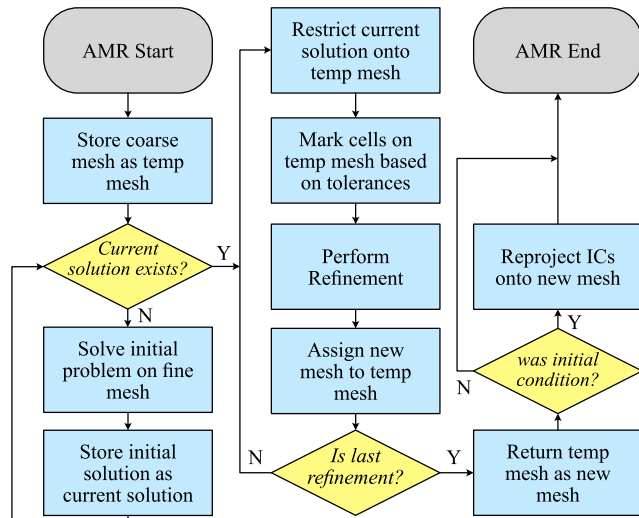 AMR Start
Store coarse
mesh as temp
mesh
Current
solution exists?
Y
N
Solve initial
problem on fine
mesh
Store initial
solution as
current solution
Restrict current
solution onto
temp mesh
Mark cells on
temp mesh based
on tolerances
Perform
Refinement
Assign new
mesh to temp
mesh
Is last
refinement?
N
Y
Return temp
mesh as new
mesh
was initial
condition?
N
Y
Reproject ICs
onto new mesh
AMR End